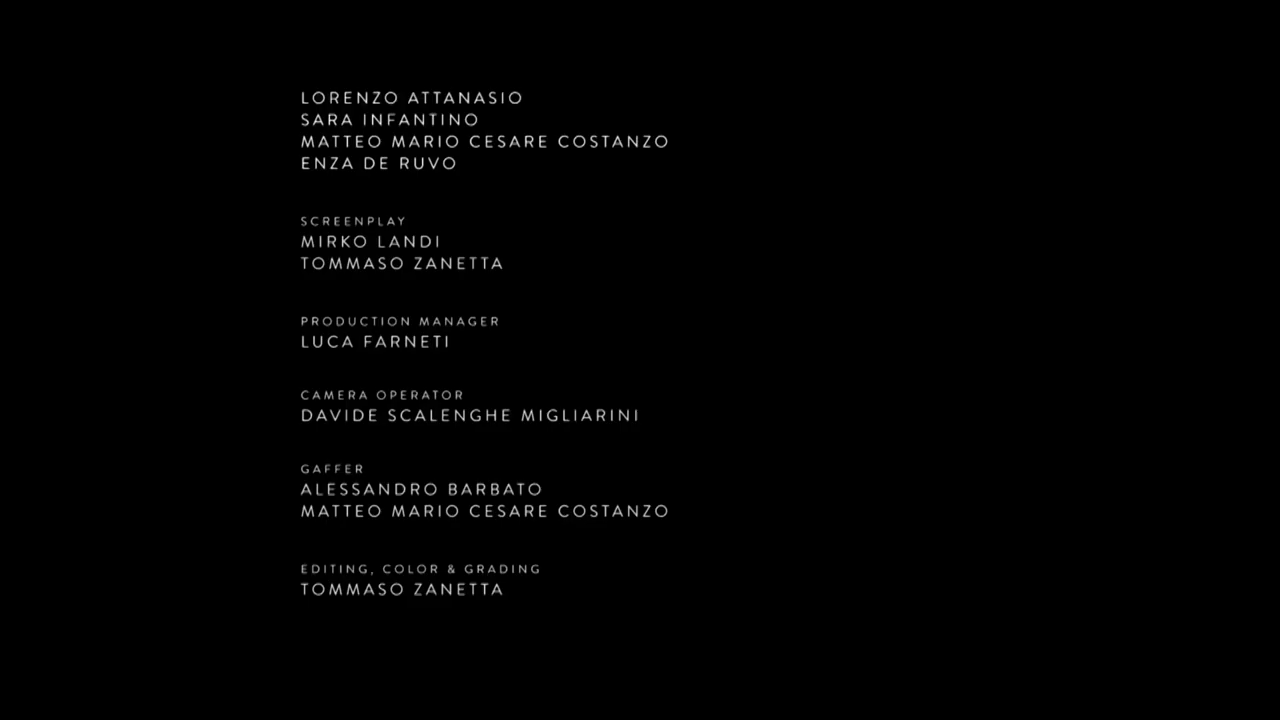 LORENZO ATTANASIO
SARA INFANTINO
MATTEO MARIO CESARE COSTANZO
ENZA DE RUVO
SCREENPLAY
MIRKO LANDI
TOMMASO ZANETTA
PRODUCTION MANAGER
LUCA FARNETI
CAMERA OPERATOR
DAVIDE SCALENGHE MIGLIARINI
GAFFER
ALESSANDRO BARBATO
MATTEO MARIO CESARE COSTANZO
EDITING, COLOR & GRADING
TOMMASO ZANETTA